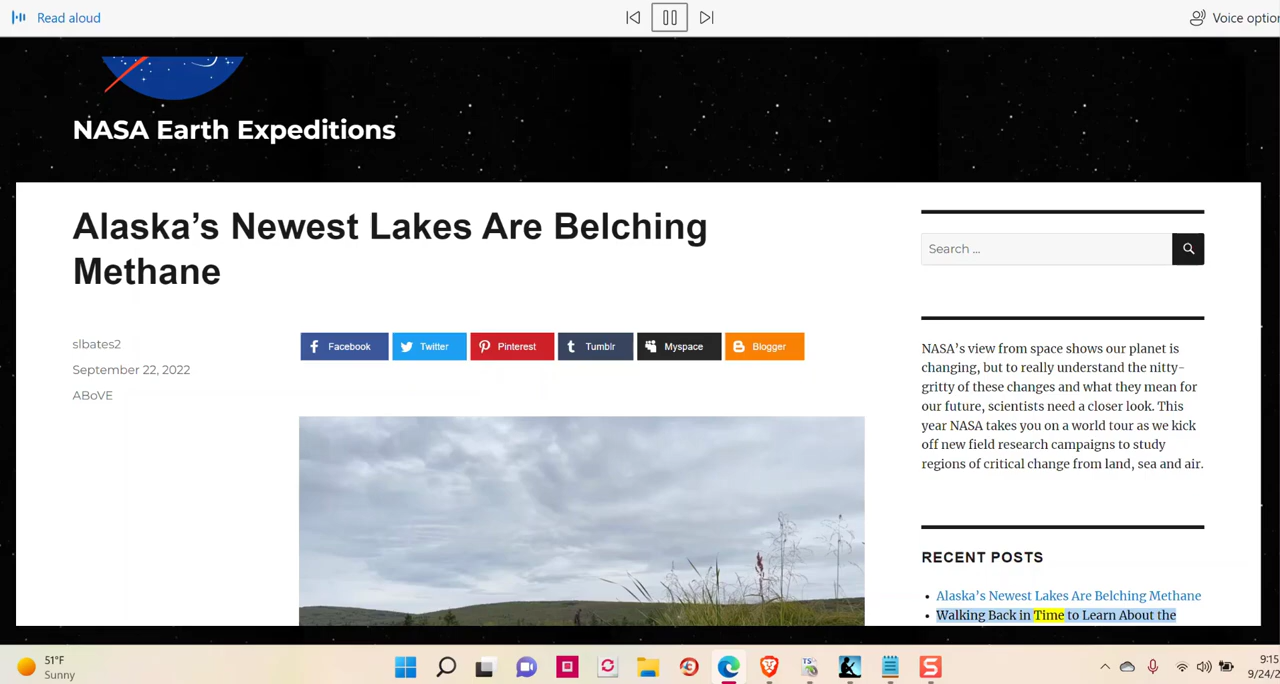 Read aloud
Voice option
NASA Earth Expeditions
Alaska's Newest Lakes Are Belching
Methane
slbates2
September 22, 2022
ABoVE
Facebook
Twitter
Pinterest
Tumblr
Myspace
Blogger
Search ...
NASA's view from space shows our planet is
changing, but to really understand the nitty-
gritty of these changes and what they mean for
our future, scientists need a closer look. This
year NASA takes you on a world tour as we kick
off new field research campaigns to study
regions of critical change from land, sea and air.
RECENT POSTS
• Alaska's Newest Lakes Are Belching Methane
• Walking Back in Time to Learn About the
51°F
Sunny
9:15
9/24/2